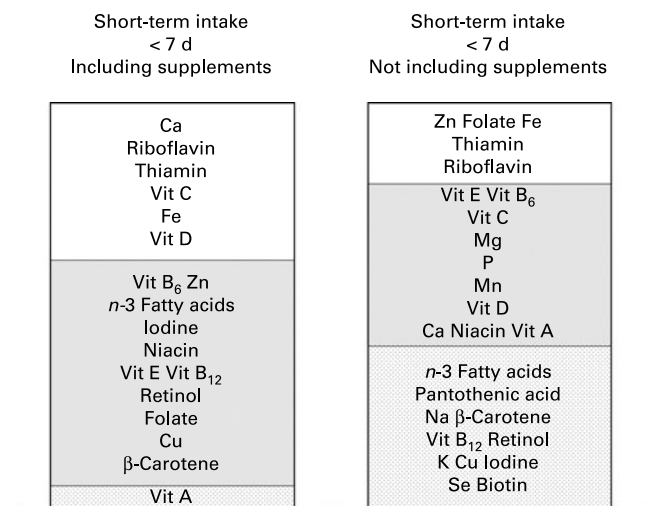 Short-term intake
< 7 d
Including supplements
Ca
Riboflavin
Thiamin
Vit C
Fe
Vit D
Vit B6 Zn
n-3 Fatty acids
Iodine
Niacin
Vit E Vit B12
Retinol
Folate
Cu
β-Carotene
Vit A
Short-term intake
< 7 d
Not including supplements
Zn Folate Fe
Thiamin
Riboflavin
Vit E Vit B6
Vit C
Mg
P
Mn
Vit D
Ca Niacin Vit A
n-3 Fatty acids
Pantothenic acid
Na β-Carotene
Vit B12 Retinol
K Cu Iodine
Se Biotin